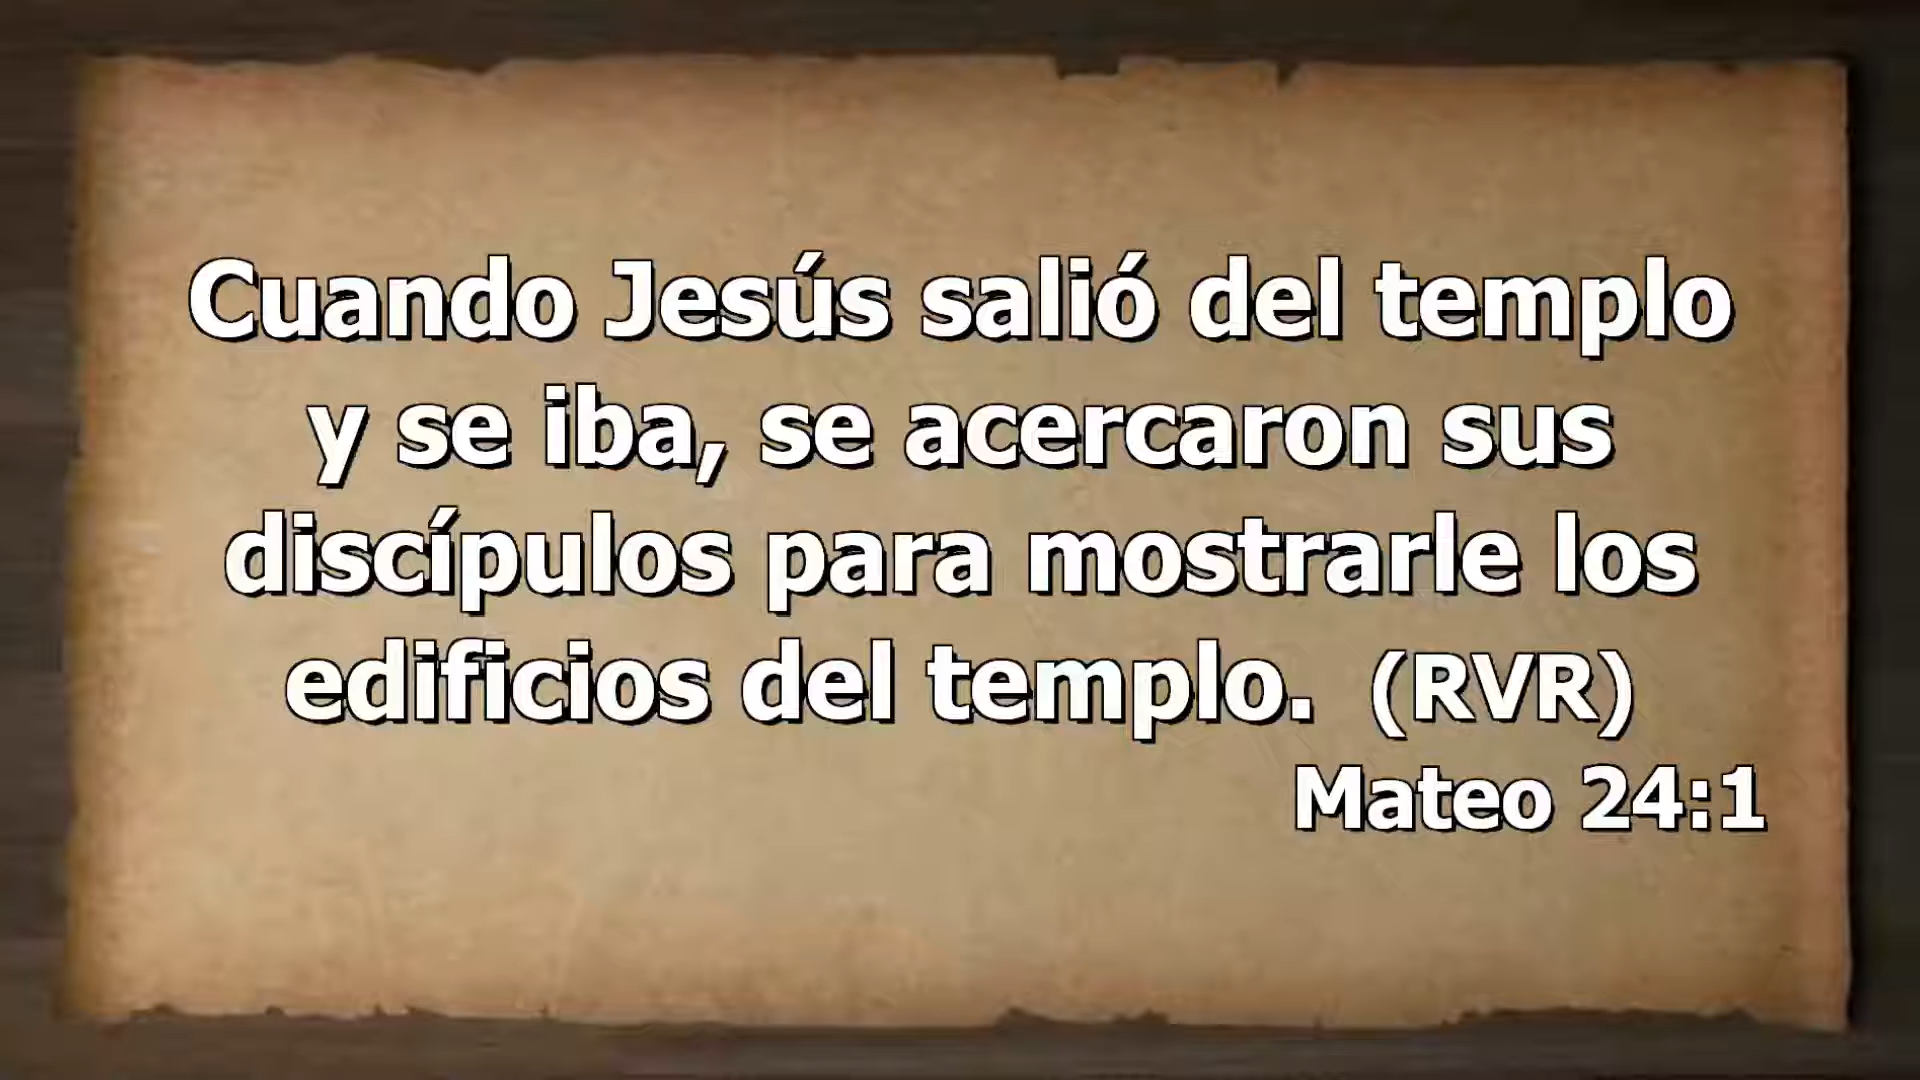 Cuando Jesús salió del templo
y se iba, se acercaron sus
discípulos para mostrarle los
edificios del templo. (RVR)
Mateo 24:1